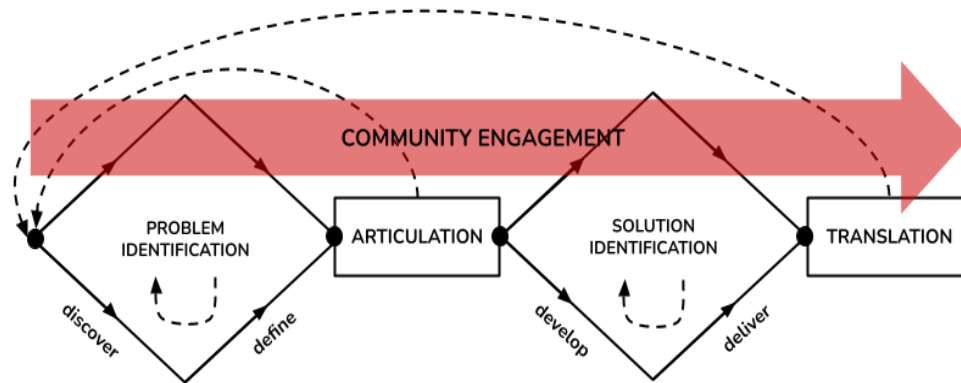 COMMUNITY ENGAGEMENT
PROBLEM
IDENTIFICATION
ARTICULATION
SOLUTION
IDENTIFICATION
TRANSLATION
discover
define
develop
deliver